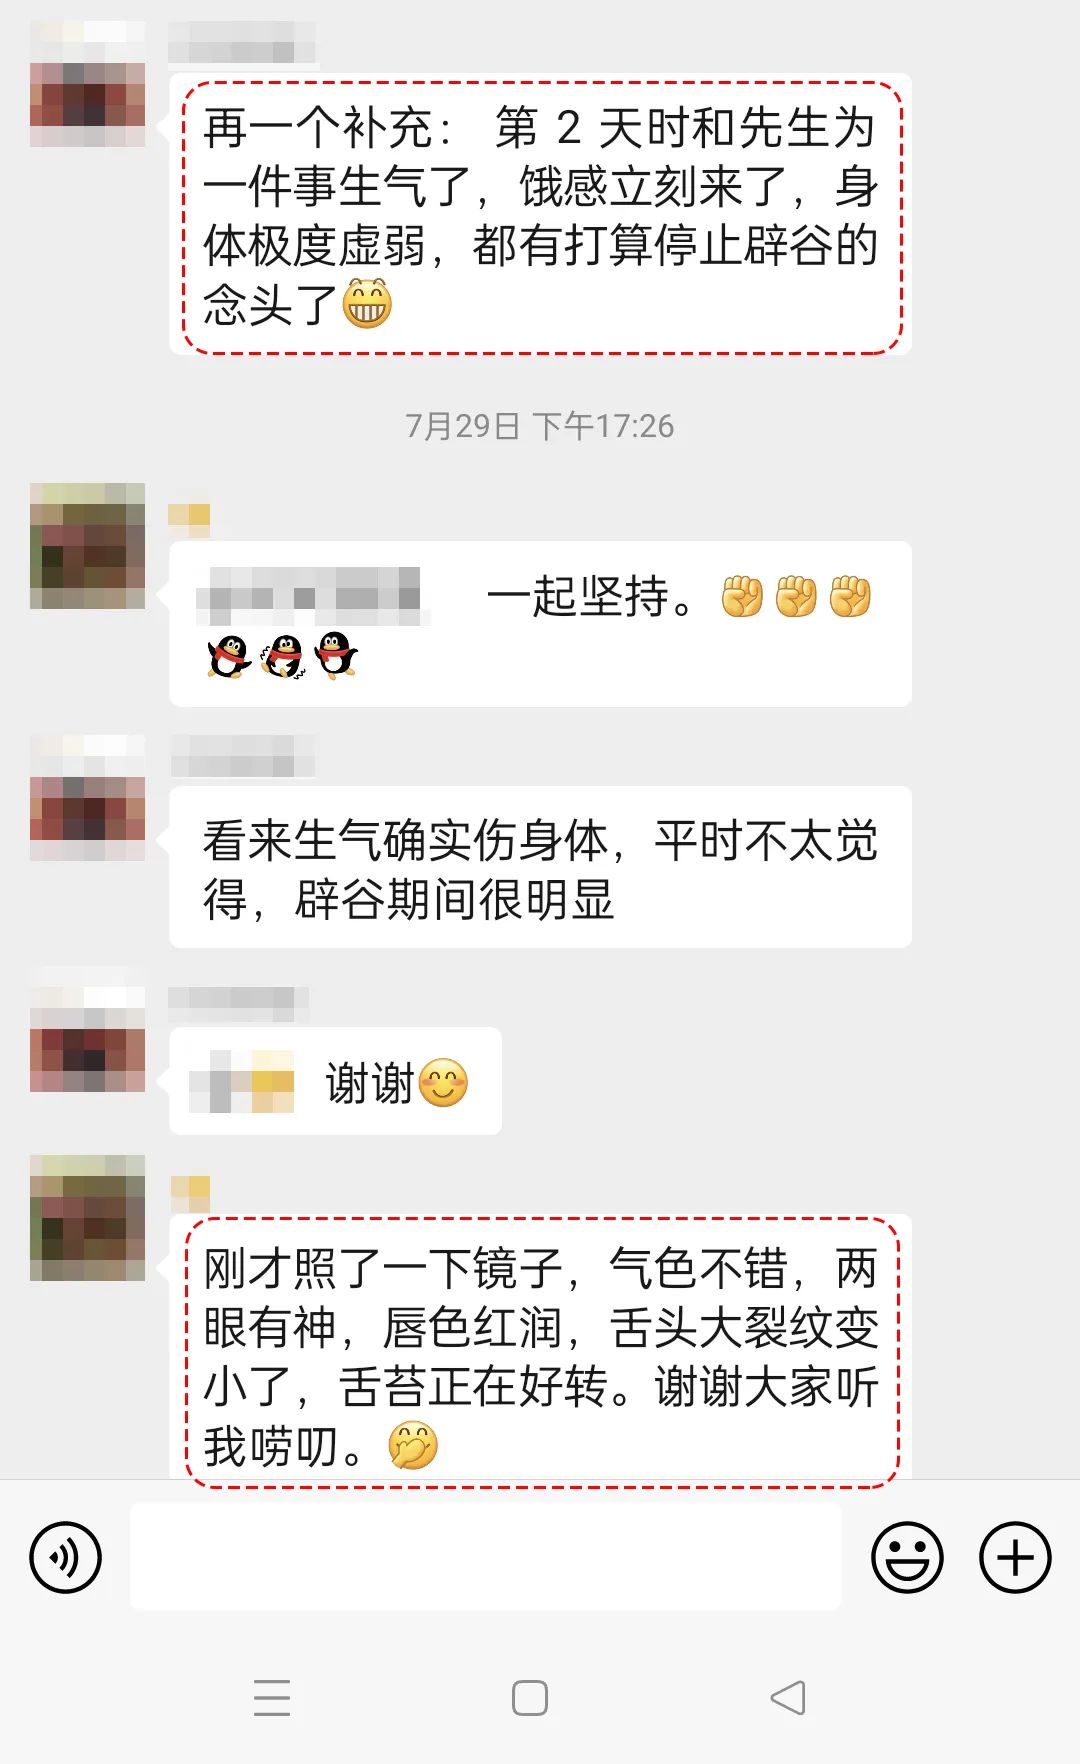 再一个补充： 第 2 天时和先生为
一件事生气了，饿感立刻来了，身
体极度虚弱，都有打算停止辟谷的
念头了
7月29日 下午17:26
一起坚持。
看来生气确实伤身体，平时不太觉
得，辟谷期间很明显
谢谢
刚才照了一下镜子，气色不错，两
眼有神，唇色红润，舌头大裂纹变
小了，舌苔正在好转。谢谢大家听
我唠叨。